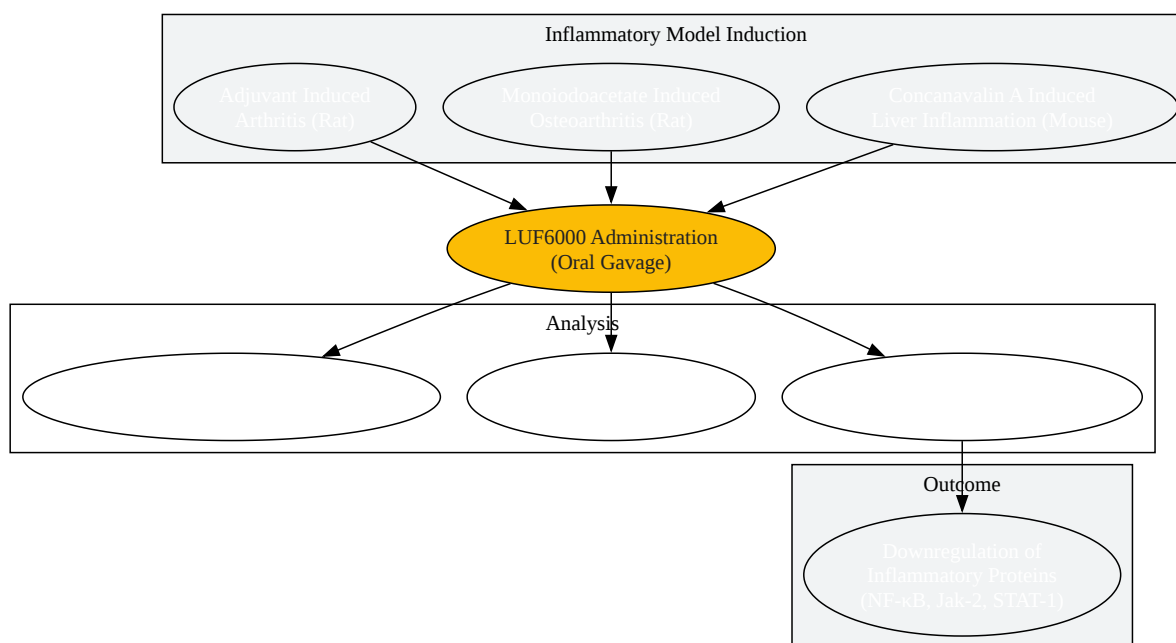 Inflammatory Model Induction
Adjuvant Induced
Arthritis (Rat)
Monoiodoacetate Induced
Osteoarthritis (Rat)
Concanavalin A Induced
Liver Inflammation (Mouse)
LUF6000 Administration
(Oral Gavage)
Analysis
Outcome
Downregulation of
Inflammatory Proteins
(NF-κB, Jak-2, STAT-1)